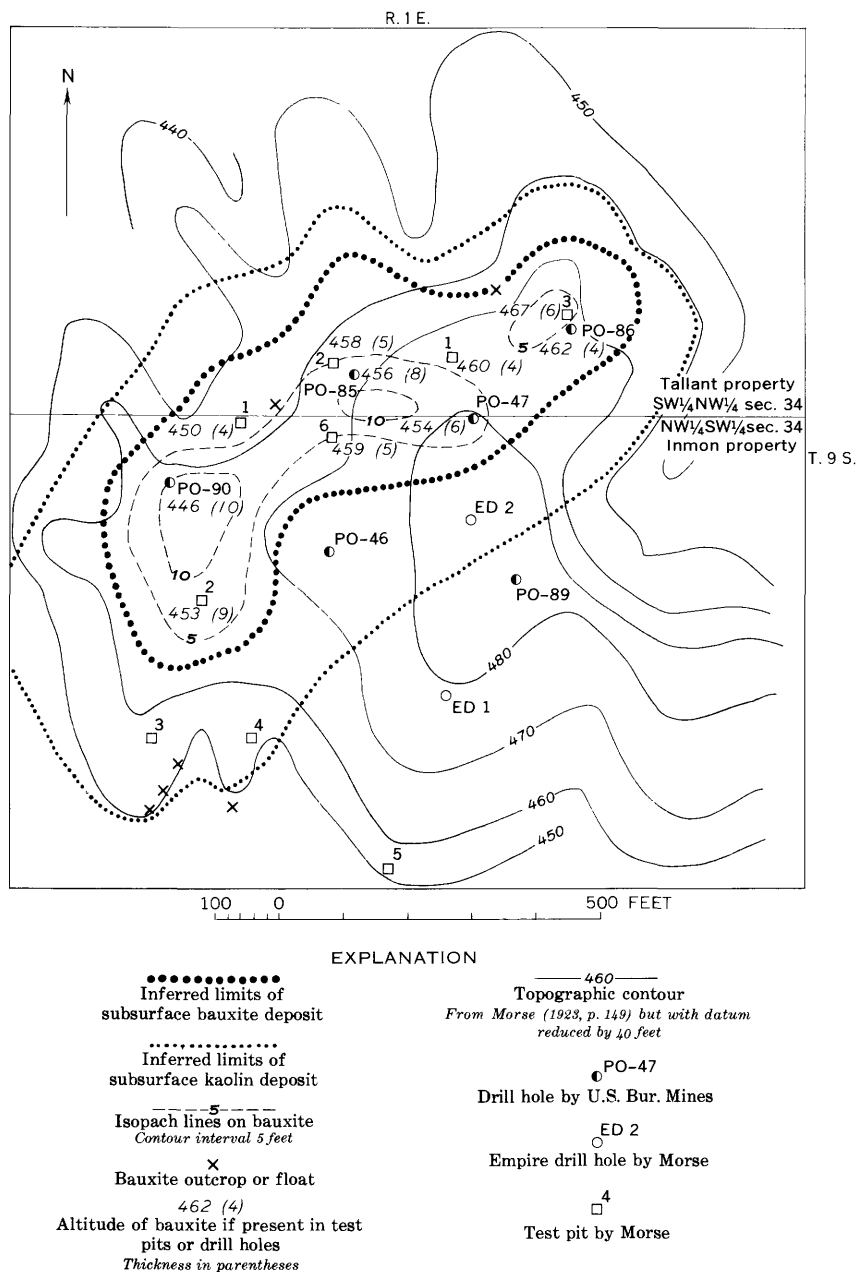 R. 1 E.
N
440
450
467 (6)
3
PO-86
5
462 (4)
458 (5)
2
1
460 (4)
456 (8)
PO-85
PO-47
Tallant property
SW¼NW¼ sec. 34
1
10
454 (6)
NW¼SW¼ sec. 34
450 (4)
6
Inmon property
459 (5)
T. 9 S.
PO-90
446 (10)
ED 2
PO-46
10
2
PO-89
453 (9)
5
480
ED 1
3
4
470
460
450
5
100 0 500 FEET
EXPLANATION
Inferred limits of
subsurface bauxite deposit
Inferred limits of
subsurface kaolin deposit
5
Isopach lines on bauxite
Contour interval 5 feet
Bauxite outcrop or float
462 (4)
Altitude of bauxite if present in test
pits or drill holes
Thickness in parentheses
460
Topographic contour
From Morse (1923, p. 149) but with datum
reduced by 40 feet
PO-47
Drill hole by U.S. Bur. Mines
ED 2
Empire drill hole by Morse
4
Test pit by Morse